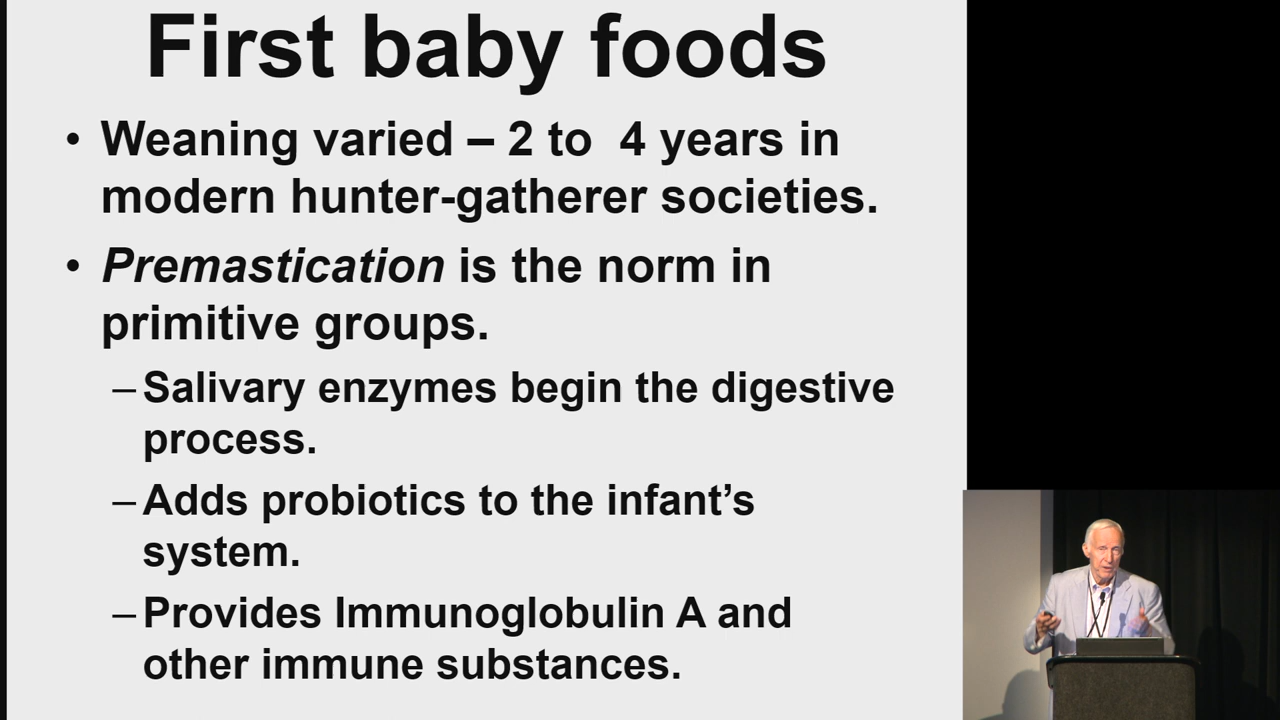 First baby foods
• Weaning varied – 2 to  4 years in
modern hunter-gatherer societies.
• Premastication is the norm in
primitive groups.
– Salivary enzymes begin the digestive
process.
– Adds probiotics to the infant’s
system.
– Provides Immunoglobulin A and
other immune substances.